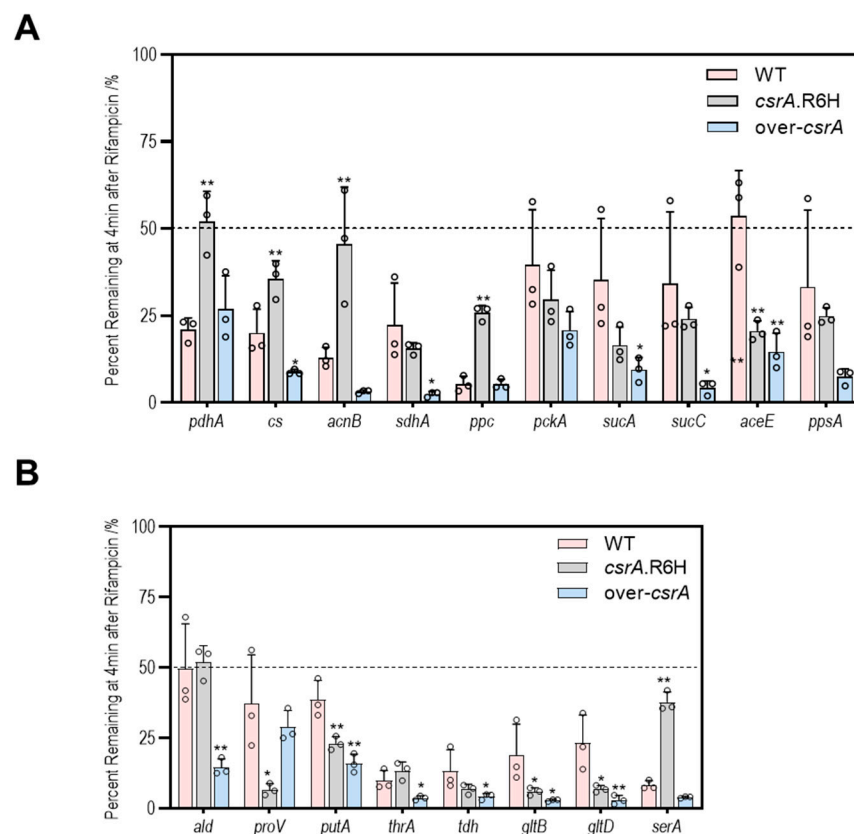 A
Percent Remaining at 4min after Rifampicin /%
100
75
50
25
0
WT
csrA.R6H
over-csrA
** ** ** * * ** * * ** ** **
pdhA cs acnB sdhA ppc pckA sucA sucC aceE ppsA
B
Percent Remaining at 4min after Rifampicin /%
100
75
50
25
0
WT
csrA.R6H
over-csrA
** * ** ** * * * * * ** **
ald proV putA thrA tdh gltB gltD serA